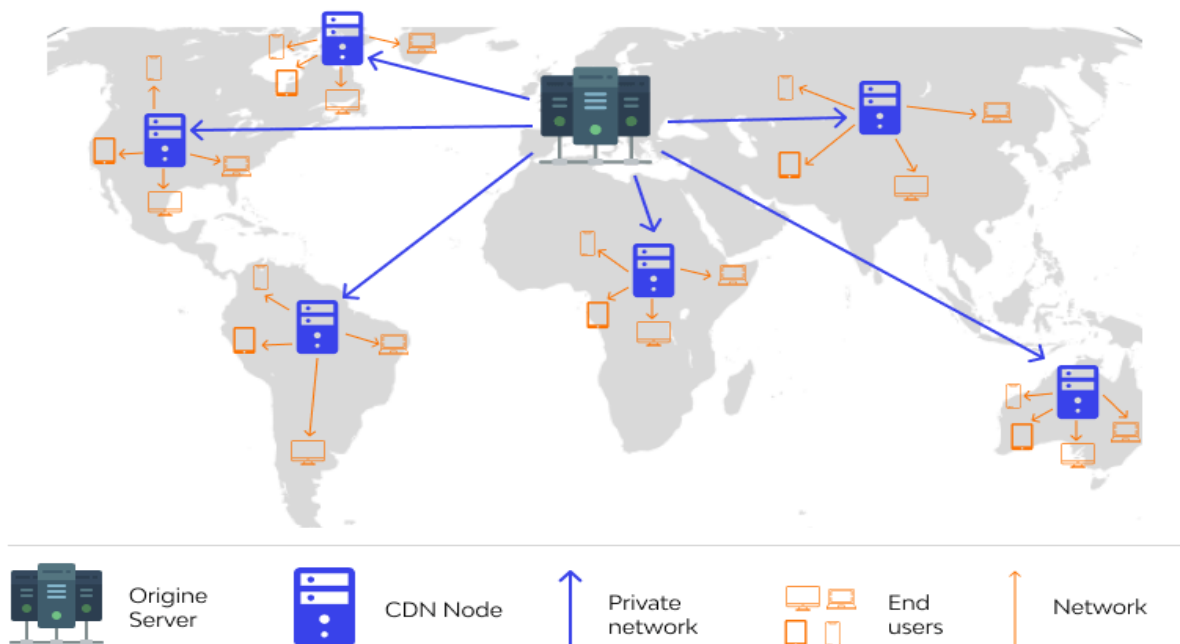 Origine
Server
CDN Node
Private
network
End
users
Network